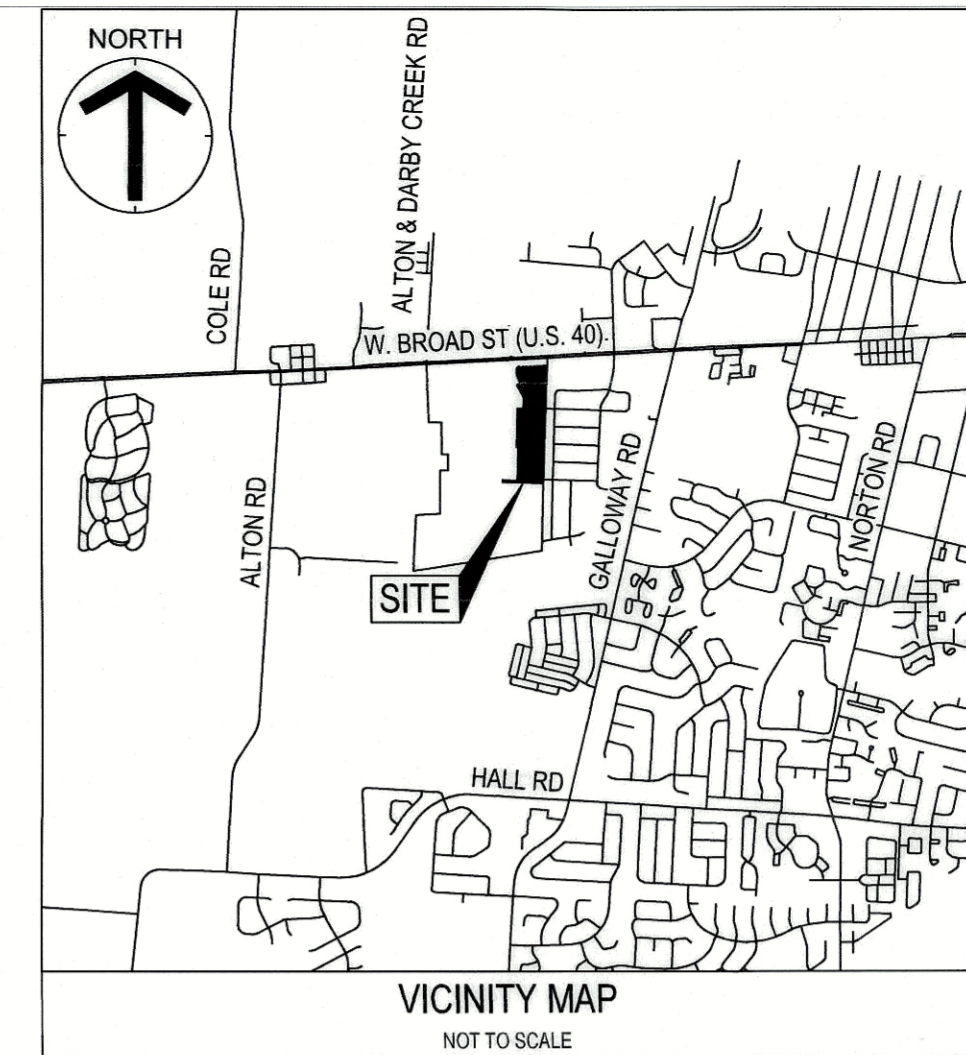 NORTH
ALTON & DARBY CREEK RD
COLE RD
W. BROAD ST (U.S. 40)
GALLOWAY RD
NORTON RD
ALTON RD
SITE
HALL RD
VICINITY MAP
NOT TO SCALE